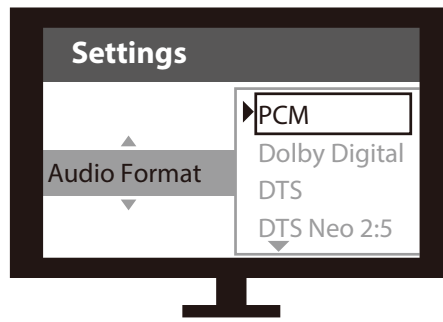 Settings
Audio Format
PCM
Dolby Digital
DTS
DTS Neo 2:5